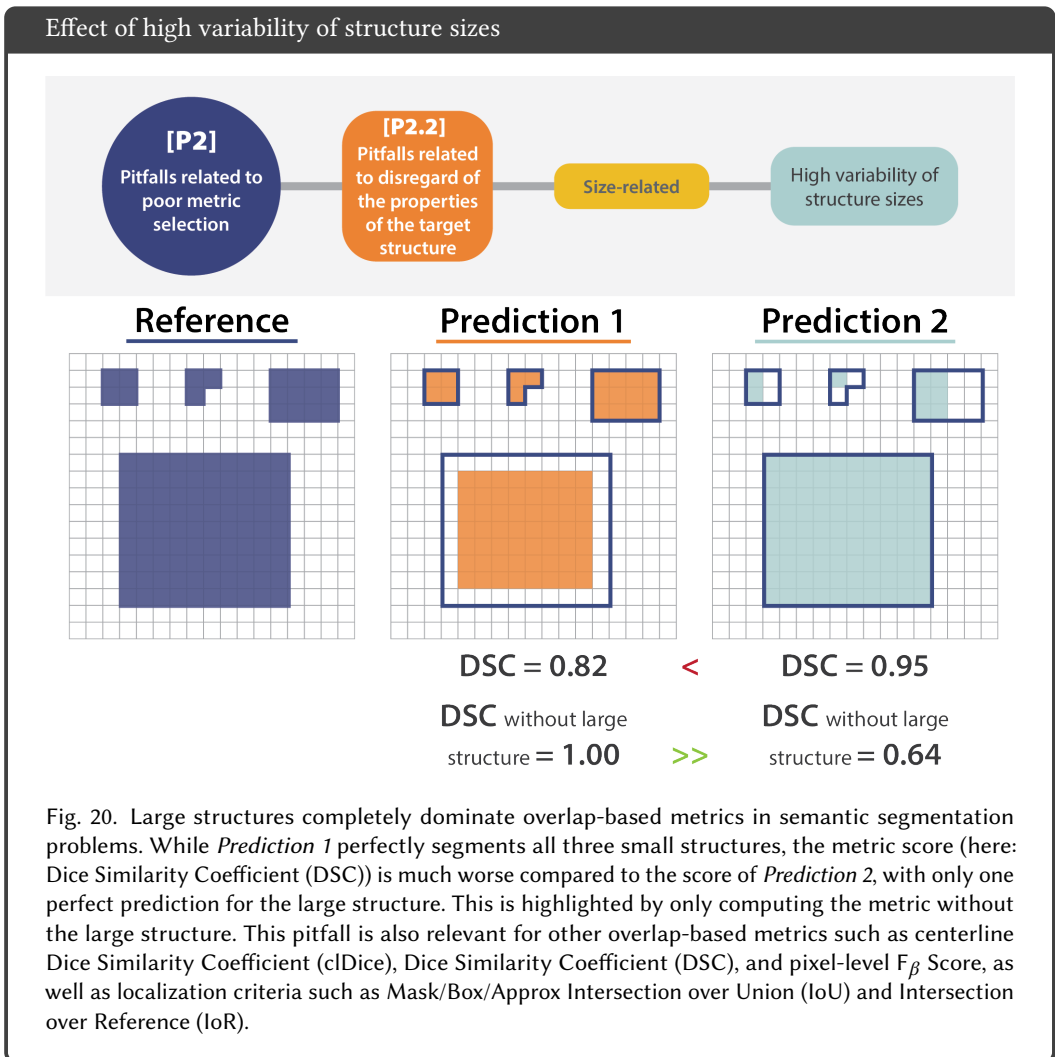 Effect of high variability of structure sizes
[P2]
Pitfalls related to
poor metric
selection
[P2.2]
Pitfalls related
to disregard of
the properties
of the target
structure
Size-related
High variability of
structure sizes
Reference
Prediction 1
Prediction 2
DSC = 0.82 < DSC = 0.95
DSC without large
structure = 1.00
>>
DSC without large
structure = 0.64
Fig. 20. Large structures completely dominate overlap-based metrics in semantic segmentation
problems. While Prediction 1 perfectly segments all three small structures, the metric score (here:
Dice Similarity Coefficient (DSC)) is much worse compared to the score of Prediction 2, with only one
perfect prediction for the large structure. This is highlighted by only computing the metric without
the large structure. This pitfall is also relevant for other overlap-based metrics such as centerline
Dice Similarity Coefficient (clDice), Dice Similarity Coefficient (DSC), and pixel-level Fβ Score, as
well as localization criteria such as Mask/Box/Approx Intersection over Union (IoU) and Intersection
over Reference (IoR).